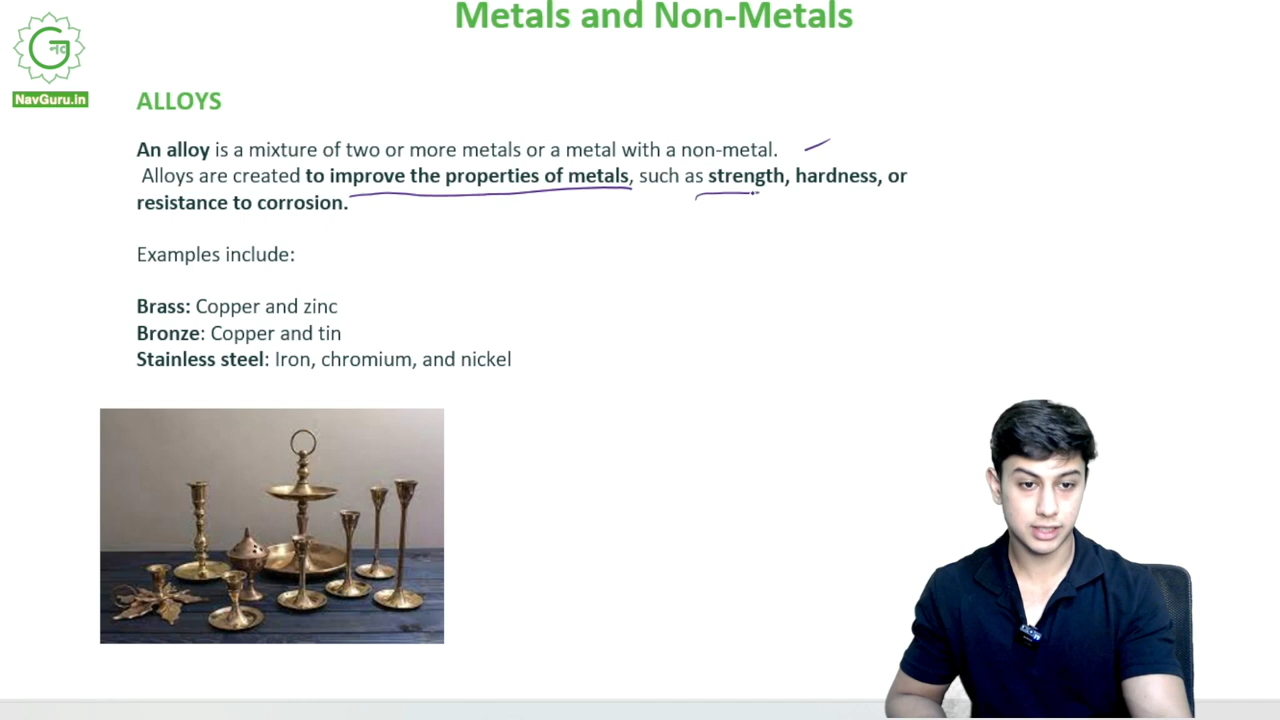 Metals and Non-Metals
नव
NavGuru.in
ALLOYS
An alloy is a mixture of two or more metals or a metal with a non-metal.
Alloys are created to improve the properties of metals, such as strength, hardness, or
resistance to corrosion.
Examples include:
Brass: Copper and zinc
Bronze: Copper and tin
Stainless steel: Iron, chromium, and nickel